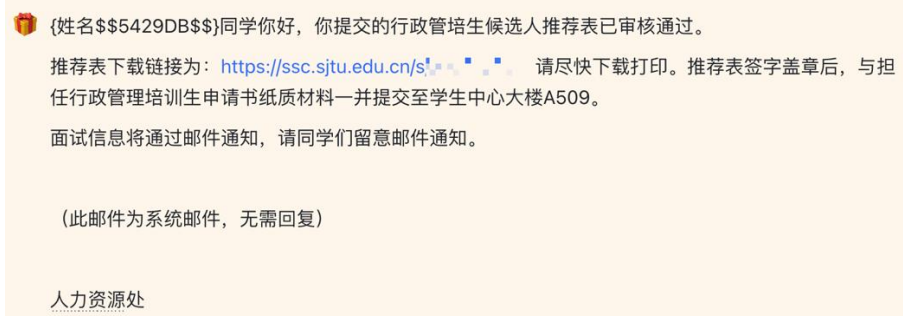 {姓名$$5429DB$$}同学你好，你提交的行政管培生候选人推荐表已审核通过。
推荐表下载链接为：https://ssc.sjtu.edu.cn/s 请尽快下载打印。推荐表签字盖章后，与担
任行政管理培训生申请书纸质材料一并提交至学生中心大楼A509。
面试信息将通过邮件通知，请同学们留意邮件通知。
（此邮件为系统邮件，无需回复）
人力资源处